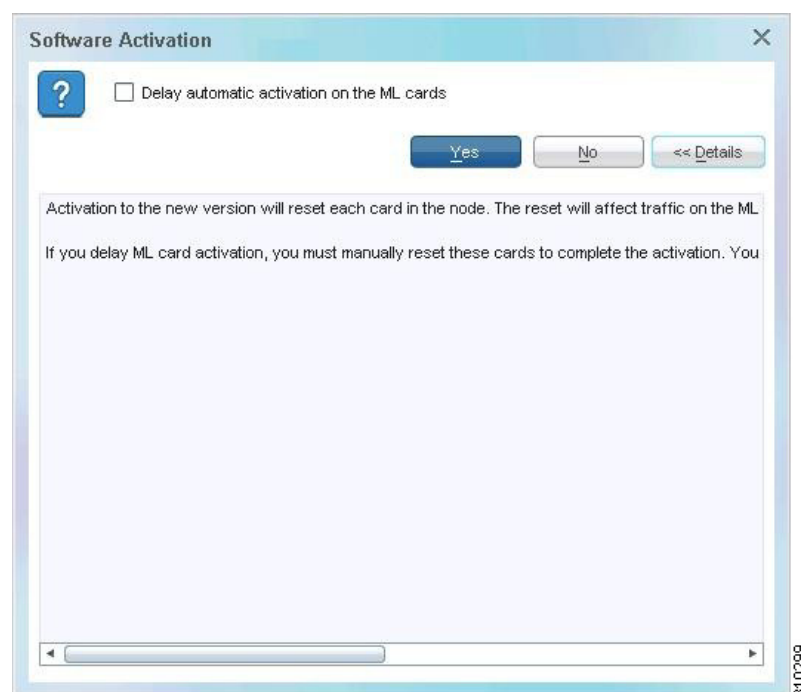 Software Activation
?
Delay automatic activation on the ML cards
Yes
No
<< Details
Activation to the new version will reset each card in the node. The reset will affect traffic on the ML
If you delay ML card activation, you must manually reset these cards to complete the activation. You